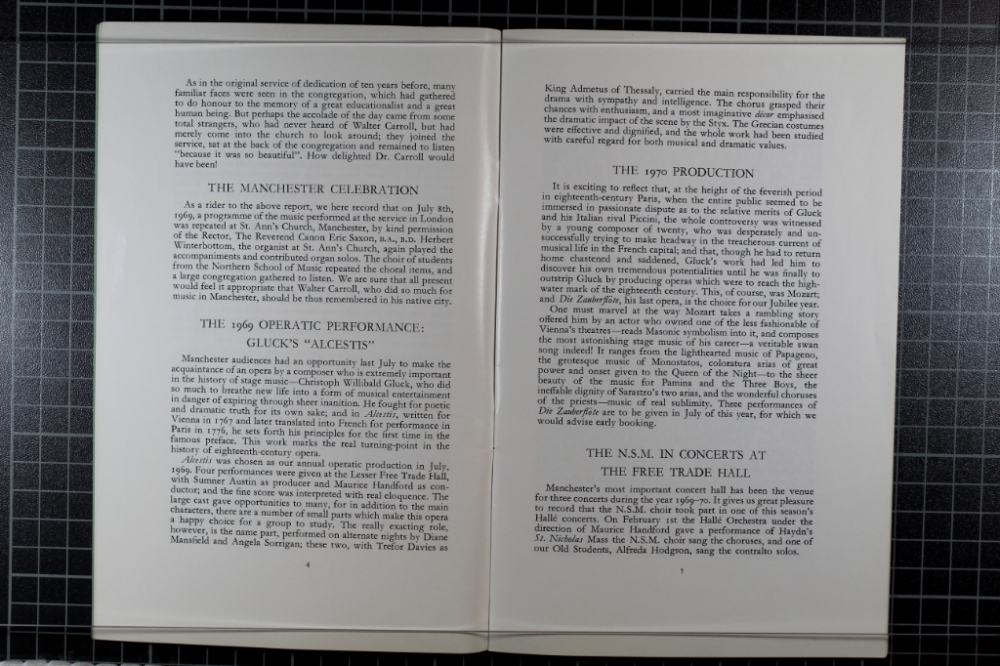 As in the original service of dedication of ten years before, many
familiar faces were seen in the congregation, which had gathered
to do honour to the memory of a great educationalist and a great
human being. But perhaps the accolade of the day came from some
total strangers, who had never heard of Walter Carroll, but had
merely come into the church to look around; they joined the
service, sat at the back of the congregation and remained to listen
"because it was so beautiful". How delighted Dr. Carroll would
have been!
THE MANCHESTER CELEBRATION
As a rider to the above report, we here record that on July 8th,
1969, a programme of the music performed at the service in London
was repeated at St. Ann's Church, Manchester, by kind permission
of the Rector, The Reverend Canon Eric Saxon, B.A., B.D. Herbert
Winterbottom, the organist at St. Ann's Church, again played the
accompaniments and contributed organ solos. The choir of students
from the Northern School of Music repeated the choral items, and
a large congregation gathered to listen. We are sure that all present
would feel it appropriate that Walter Carroll, who did so much for
music in Manchester, should be thus remembered in his native city.
THE 1969 OPERATIC PERFORMANCE:
GLUCK'S "ALCESTIS"
Manchester audiences had an opportunity last July to make the
acquaintance of an opera by a composer who is extremely important
in the history of stage music—Christoph Willibald Gluck, who did
so much to breathe new life into a form of musical entertainment
in danger of expiring through sheer inanition. He fought for poetic
and dramatic truth for its own sake; and in Alcestis, written for
Vienna in 1767 and later translated into French for performance in
Paris in 1776, he sets forth his principles for the first time in the
famous preface. This work marks the real turning-point in the
history of eighteenth-century opera.
Alcestis was chosen as our annual operatic production in July,
1969. Four performances were given at the Lesser Free Trade Hall,
with Sumner Austin as producer and Maurice Handford as con-
ductor; and the fine score was interpreted with real eloquence. The
large cast gave opportunities to many, for in addition to the main
characters, there are a number of small parts which make this opera
a happy choice for a group to study. The really exacting role,
however, is the name part, performed on alternate nights by Diane
Mansfield and Angela Sorrigan; these two, with Trefor Davies as
4
King Admetus of Thessaly, carried the main responsibility for the
drama with sympathy and intelligence. The chorus grasped their
chances with enthusiasm, and a most imaginative décor emphasised
the dramatic impact of the scene by the Styx. The Grecian costumes
were effective and dignified, and the whole work had been studied
with careful regard for both musical and dramatic values.
THE 1970 PRODUCTION
It is exciting to reflect that, at the height of the feverish period
in eighteenth-century Paris, when the entire public seemed to be
immersed in passionate dispute as to the relative merits of Gluck
and his Italian rival Piccini, the whole controversy was witnessed
by a young composer of twenty, who was desperately and un-
successfully trying to make headway in the treacherous current of
musical life in the French capital; and that, though he had to return
home chastened and saddened, Gluck's work had led him to
discover his own tremendous potentialities until he was finally to
outstrip Gluck by producing operas which were to reach the high-
water mark of the eighteenth century. This, of course, was Mozart;
and Die Zauberflöte, his last opera, is the choice for our Jubilee year.
One must marvel at the way Mozart takes a rambling story
offered him by an actor who owned one of the less fashionable of
Vienna's theatres—reads Masonic symbolism into it, and composes
the most astonishing stage music of his career—a veritable swan
song indeed! It ranges from the lighthearted music of Papageno,
the grotesque music of Monostatos, coloratura arias of great
power and onset given to the Queen of the Night—to the sheer
beauty of the music for Pamina and the Three Boys, the
ineffable dignity of Sarastro's two arias, and the wonderful choruses
of the priests—music of real sublimity. Three performances of
Die Zauberflöte are to be given in July of this year, for which we
would advise early booking.
THE N.S.M. IN CONCERTS AT
THE FREE TRADE HALL
Manchester's most important concert hall has been the venue
for three concerts during the year 1969-70. It gives us great pleasure
to record that the N.S.M. choir took part in one of this season's
Hallé concerts. On February 1st the Hallé Orchestra under the
direction of Maurice Handford gave a performance of Haydn's
St. Nicholas Mass the N.S.M. choir sang the choruses, and one of
our Old Students, Alfreda Hodgson, sang the contralto solos.
5